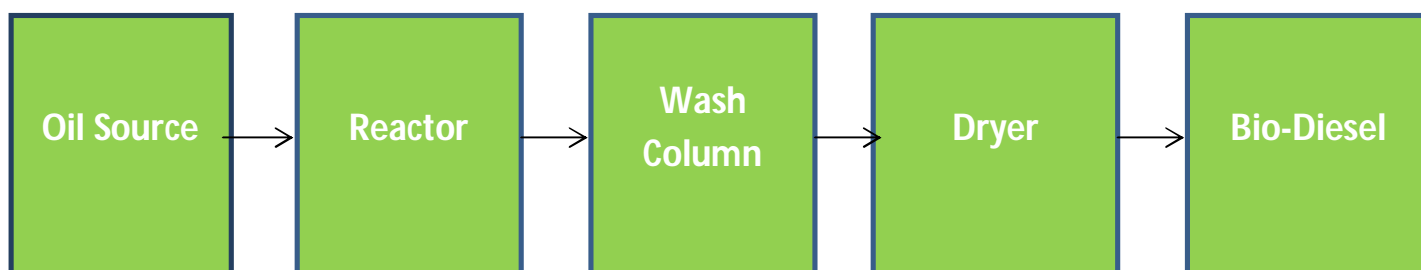 Oil Source
Reactor
Wash
Column
Dryer
Bio-Diesel